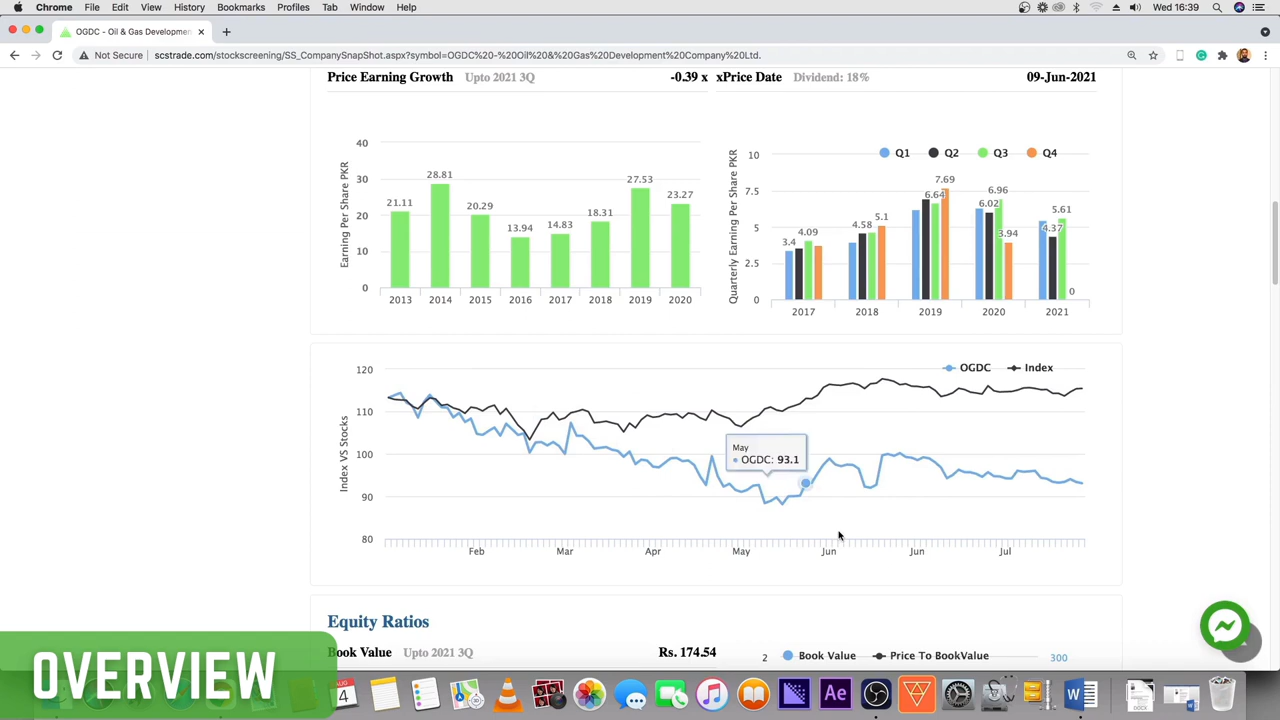 Chrome File Edit View History Bookmarks Profiles Tab Window Help Wed 16:39
OGDC - Oil & Gas Developmen
Not Secure scstrade.com/stockscreening/SS_CompanySnapShot.aspx?symbol=OGDC%20-%20Oil%20&%20Gas%20Development%20Company%20Ltd.
Price Earning Growth Upto 2021 3Q -0.39 x
xPrice Date Dividend: 18% 09-Jun-2021
Earning Per Share PKR
40
30
20
10
0
21.11 28.81 20.29 13.94 14.83 18.31 27.53 23.27
2013 2014 2015 2016 2017 2018 2019 2020
Quarterly Earning Per Share PKR
Q1 Q2 Q3 Q4
10
7.5
5
2.5
0
3.4 4.09 4.58 5.1 6.64 7.69 6.02 6.96 3.94 4.37 5.61 0
2017 2018 2019 2020 2021
OGDC Index
Index VS Stocks
120
110
100
90
80
May
OGDC: 93.1
Feb Mar Apr May Jun Jun Jul
Equity Ratios
Book Value Upto 2021 3Q Rs. 174.54
2 Book Value Price To BookValue 300
OVERVIEW
4
Ae
W
DOCX